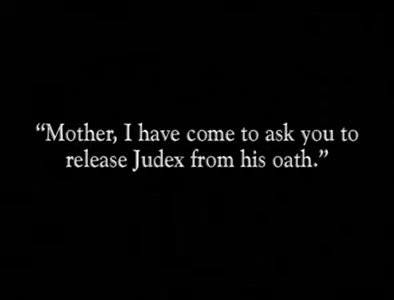 “Mother, I have come to ask you to
release Judex from his oath.”